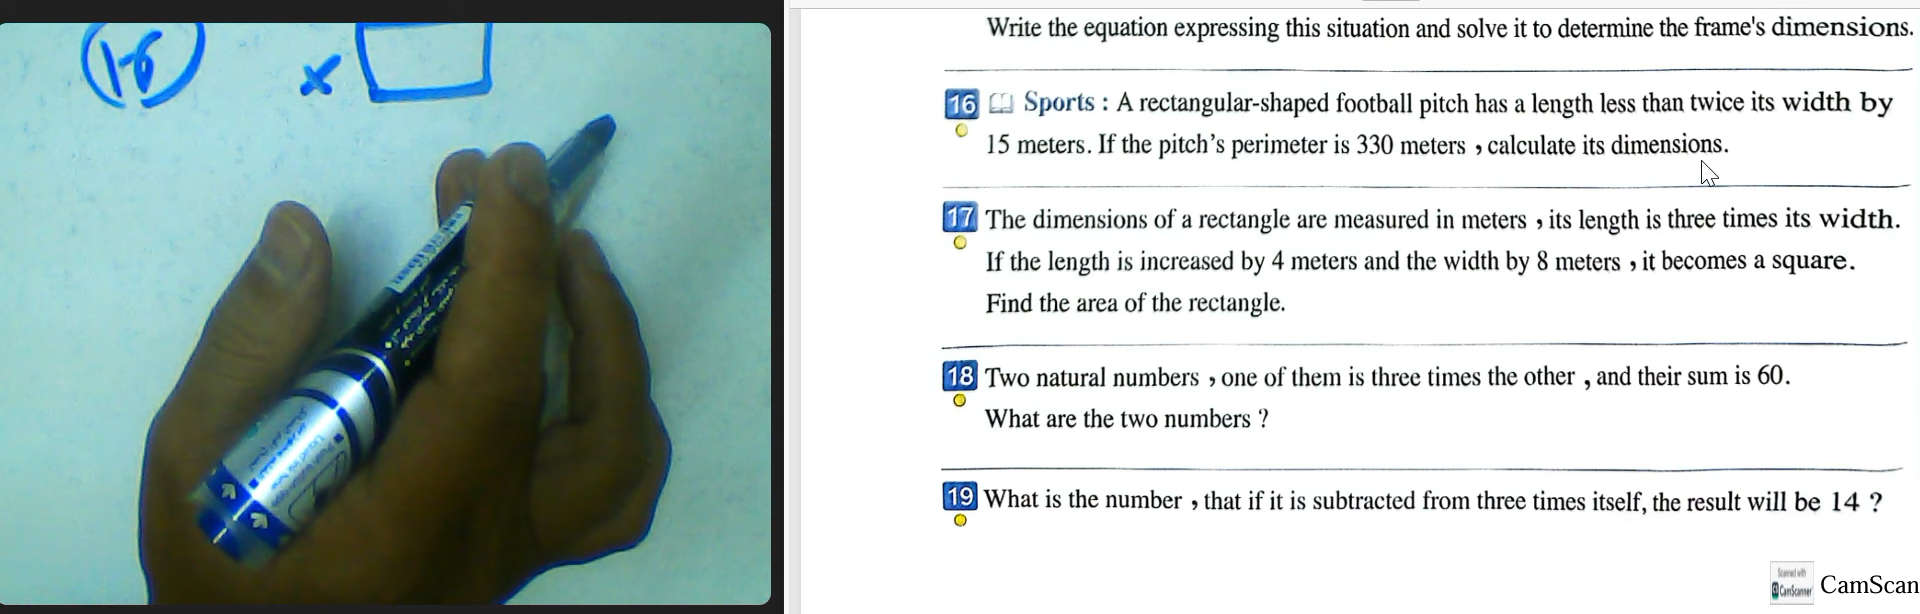 16
x
Write the equation expressing this situation and solve it to determine the frame's dimensions.
16 Sports : A rectangular-shaped football pitch has a length less than twice its width by
15 meters. If the pitch's perimeter is 330 meters , calculate its dimensions.
17 The dimensions of a rectangle are measured in meters , its length is three times its width.
If the length is increased by 4 meters and the width by 8 meters , it becomes a square.
Find the area of the rectangle.
18 Two natural numbers , one of them is three times the other , and their sum is 60.
What are the two numbers ?
19 What is the number , that if it is subtracted from three times itself, the result will be 14 ?
Scanned with
CamScanner
CamScan